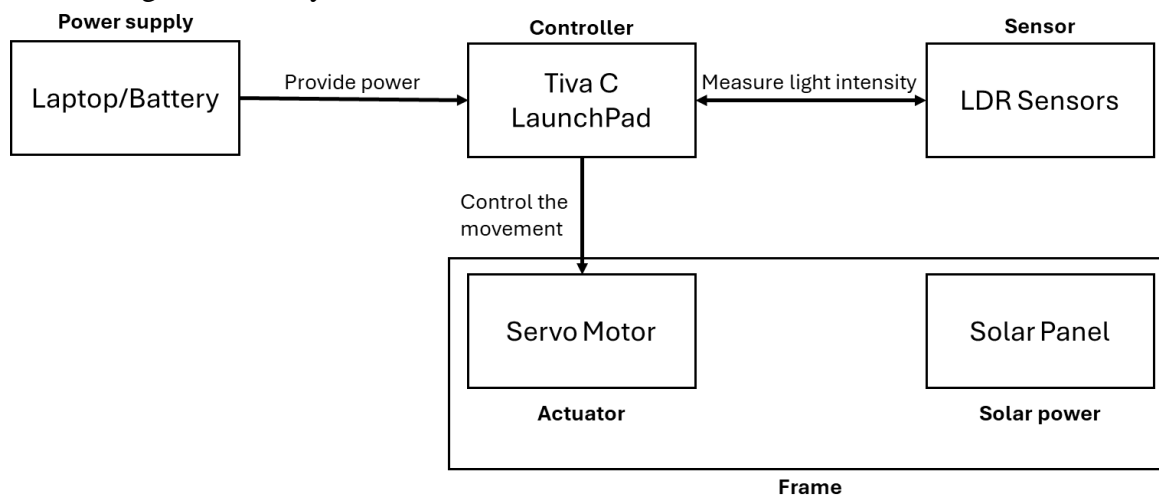 Power supply
Controller
Sensor
Laptop/Battery
Provide power
Tiva C
LaunchPad
Measure light intensity
LDR Sensors
Control the
movement
Servo Motor
Solar Panel
Actuator
Solar power
Frame